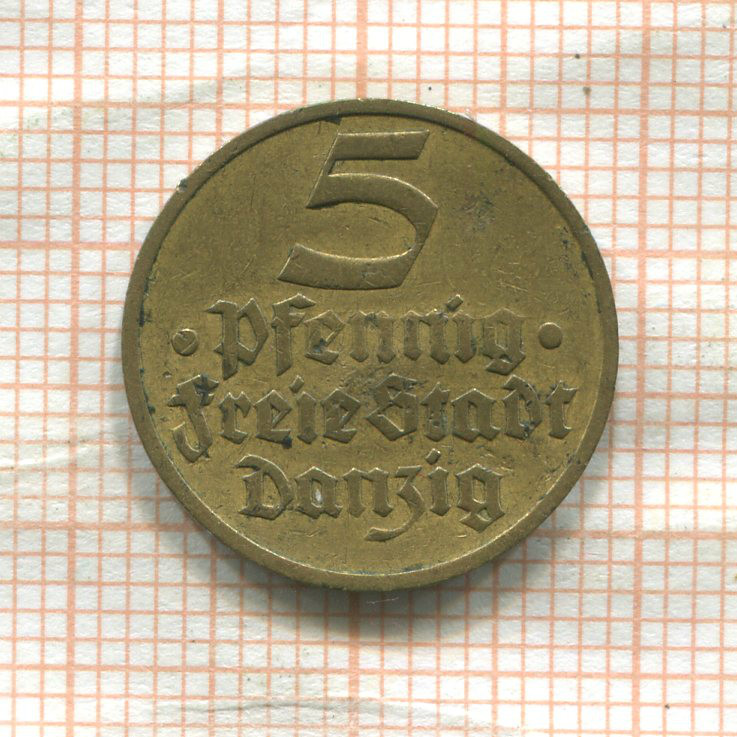 5
• Pfennig •
Freie Stadt
Danzig